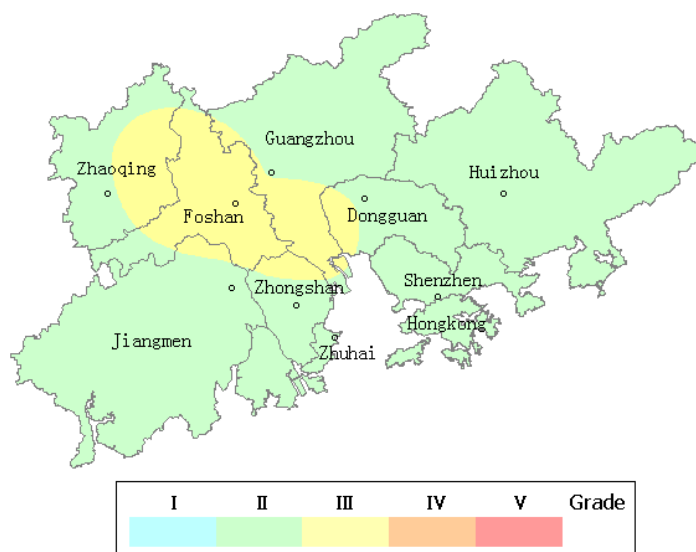 Guangzhou
Zhaoqing
Huizhou
Foshan
Dongguan
Shenzhen
Zhongshan
Hongkong
Jiangmen
Zhuhai
I II III IV V Grade